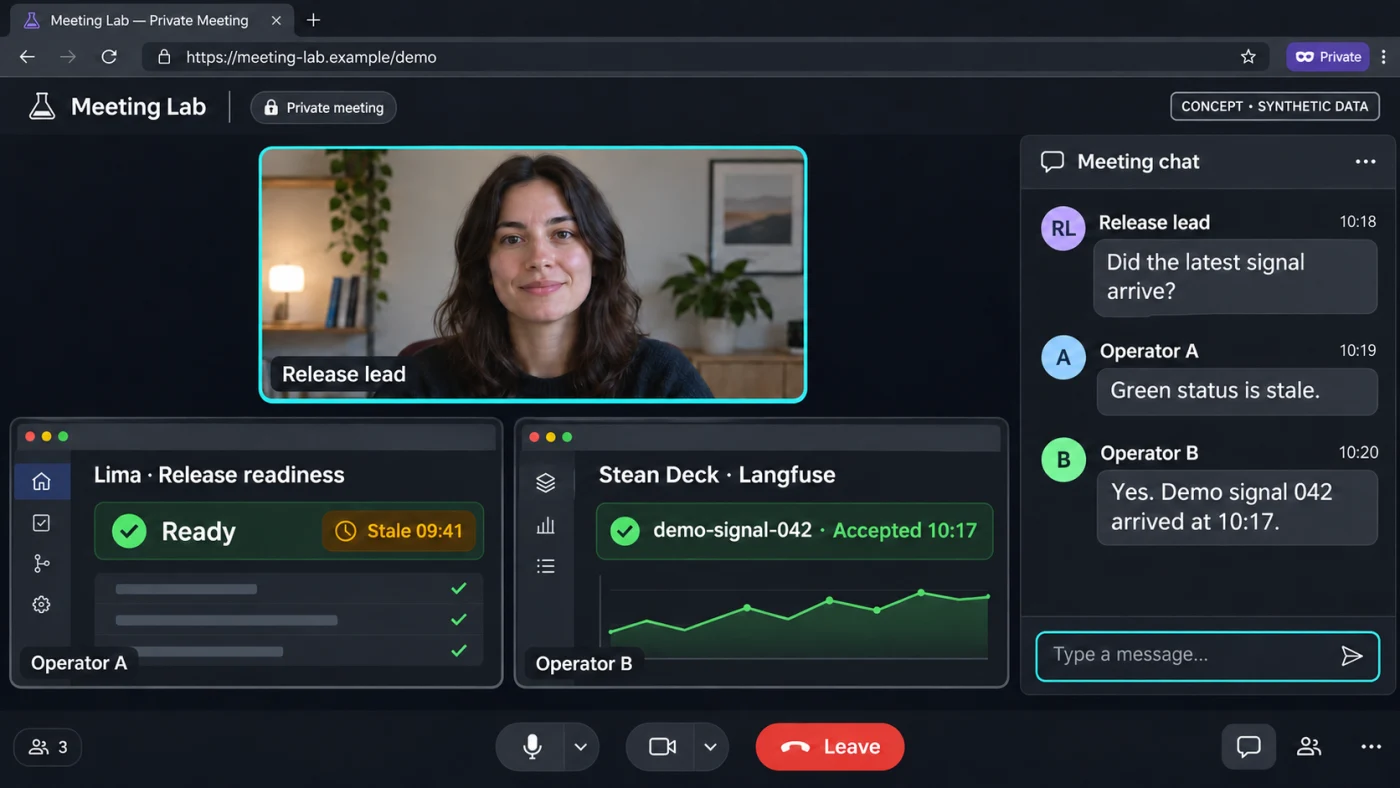 Meeting Lab — Private Meeting
https://meeting-lab.example/demo
Private
Meeting Lab
Private meeting
CONCEPT • SYNTHETIC DATA
Release lead
Lima · Release readiness
Ready
Stale 09:41
Operator A
Stean Deck · Langfuse
demo-signal-042 · Accepted 10:17
Operator B
Meeting chat
RL
Release lead
10:18
Did the latest signal
arrive?
A
Operator A
10:19
Green status is stale.
B
Operator B
10:20
Yes. Demo signal 042
arrived at 10:17.
Type a message...
3
Leave